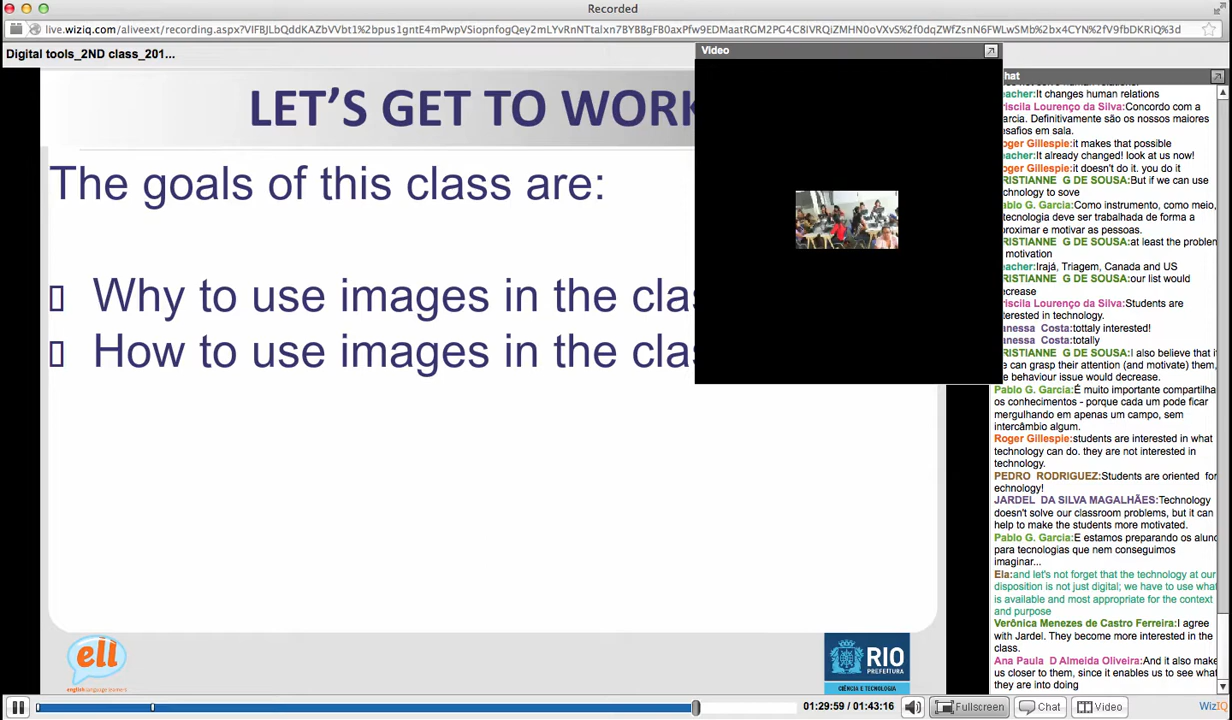 Recorded
live.wiziq.com/aliveext/recording.aspx?
Digital tools_2ND class_201...
LET'S GET TO WORK
The goals of this class are:
Why to use images in the clas
How to use images in the clas
ell
english language learment
RIO
PREFEITURA
CIÊNCIA E TECNOLOGIA
Video
hat
eacher:It changes human relations
riscila Lourenço da Silva:Concordo com a
arcia. Definitivamente são os nossos maiores
esafios em sala.
oger Gillespie:it makes that possible
eacher:It already changed! look at us now!
oger Gillespie:it doesn't do it. you do it
RISTIANNE G DE SOUSA:But if we can use
chnology to sove
Pablo G. Garcia:Como instrumento, como meio,
tecnologia deve ser trabalhada de forma a
proximar e motivar as pessoas.
RISTIANNE G DE SOUSA:at least the problem
motivation
eacher:Irajá, Triagem, Canada and US
RISTIANNE G DE SOUSA:our list would
ecrease
riscila Lourenço da Silva:Students are
nterested in technology.
anessa Costa:tottaly interested!
anessa Costa:totally
RISTIANNE G DE SOUSA:I also believe that if
e can grasp their attention (and motivate) them,
e behaviour issue would decrease.
Pablo G. Garcia:É muito importante compartilha
os conhecimentos - porque cada um pode ficar
mergulhando em apenas um campo, sem
intercâmbio algum.
Roger Gillespie:students are interested in what
technology can do. they are not interested in
technology.
PEDRO RODRIGUEZ:Students are oriented for
echnology!
JARDEL DA SILVA MAGALHÃES:Technology
doesn't solve our classroom problems, but it can
help to make the students more motivated.
Pablo G. Garcia:E estamos preparando os aluno
para tecnologias que nem conseguimos
imaginar...
Ela:and let's not forget that the technology at our
disposition is not just digital; we have to use what
is available and most appropriate for the context
and purpose
Verônica Menezes de Castro Ferreira:I agree
with Jardel. They become more interested in the
class.
Ana Paula D Almeida Oliveira:And it also make
us closer to them, since it enables us to see what
they are into doing
01:29:59 / 01:43:16
Fullscreen
Chat
Video
WizIQ